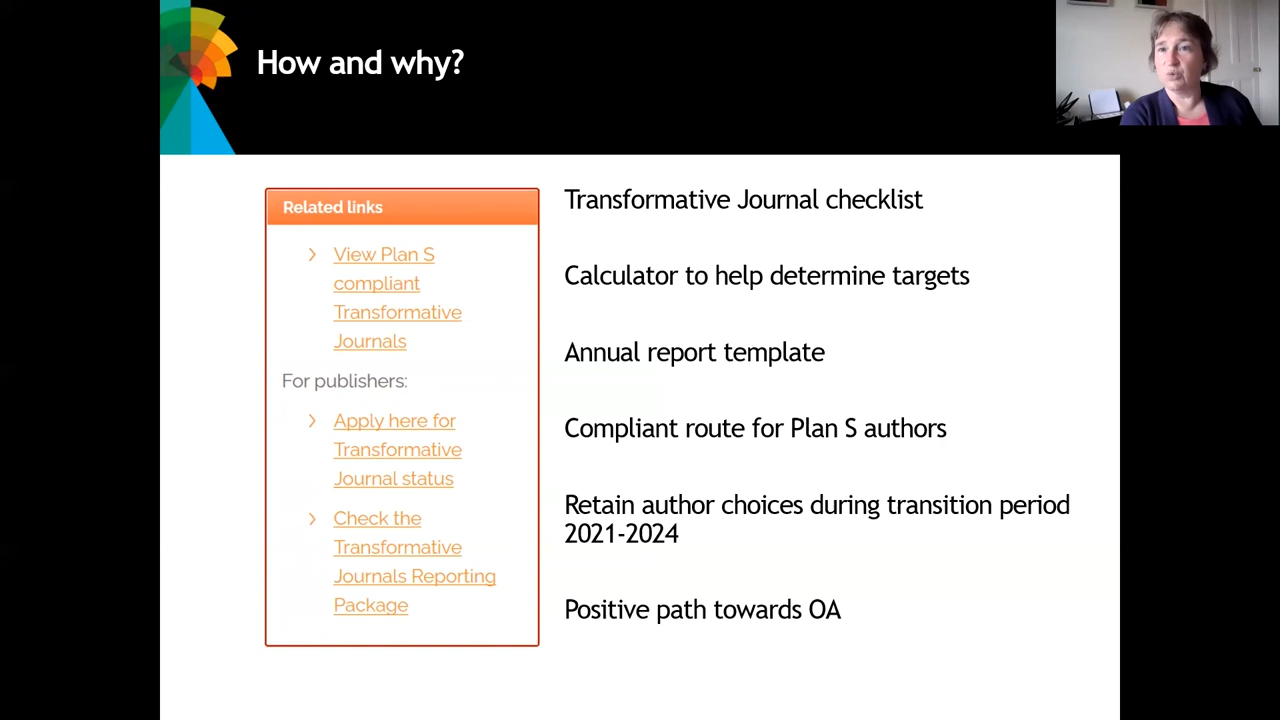 How and why?
Related links
View Plan S
compliant
Transformative
Journals
For publishers:
Apply here for
Transformative
Journal status
Check the
Transformative
Journals Reporting
Package
Transformative Journal checklist
Calculator to help determine targets
Annual report template
Compliant route for Plan S authors
Retain author choices during transition period
2021-2024
Positive path towards OA